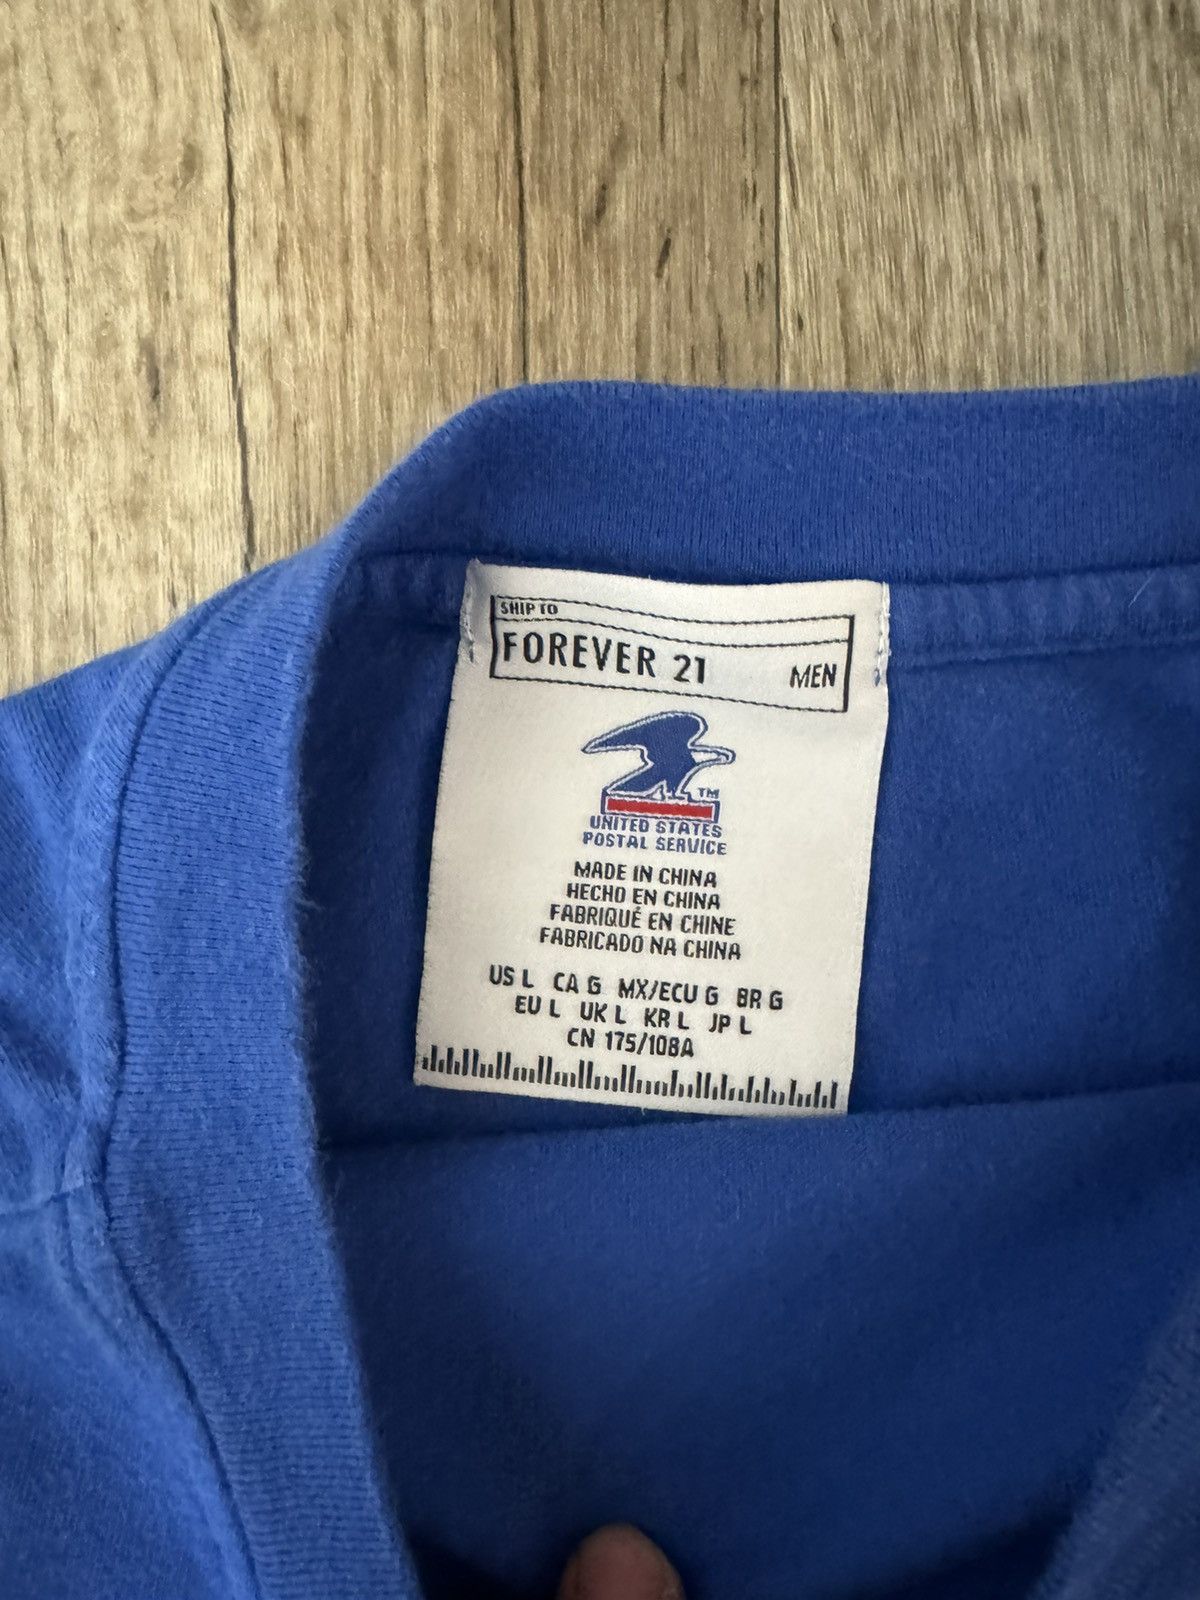 SHIP TO
FOREVER 21 MEN
TM
UNITED STATES
POSTAL SERVICE
MADE IN CHINA
HECHO EN CHINA
FABRIQUÉ EN CHINE
FABRICADO NA CHINA
US L CA G MX/ECU G BR G
EU L UK L KR L JP L
CN 175/108A